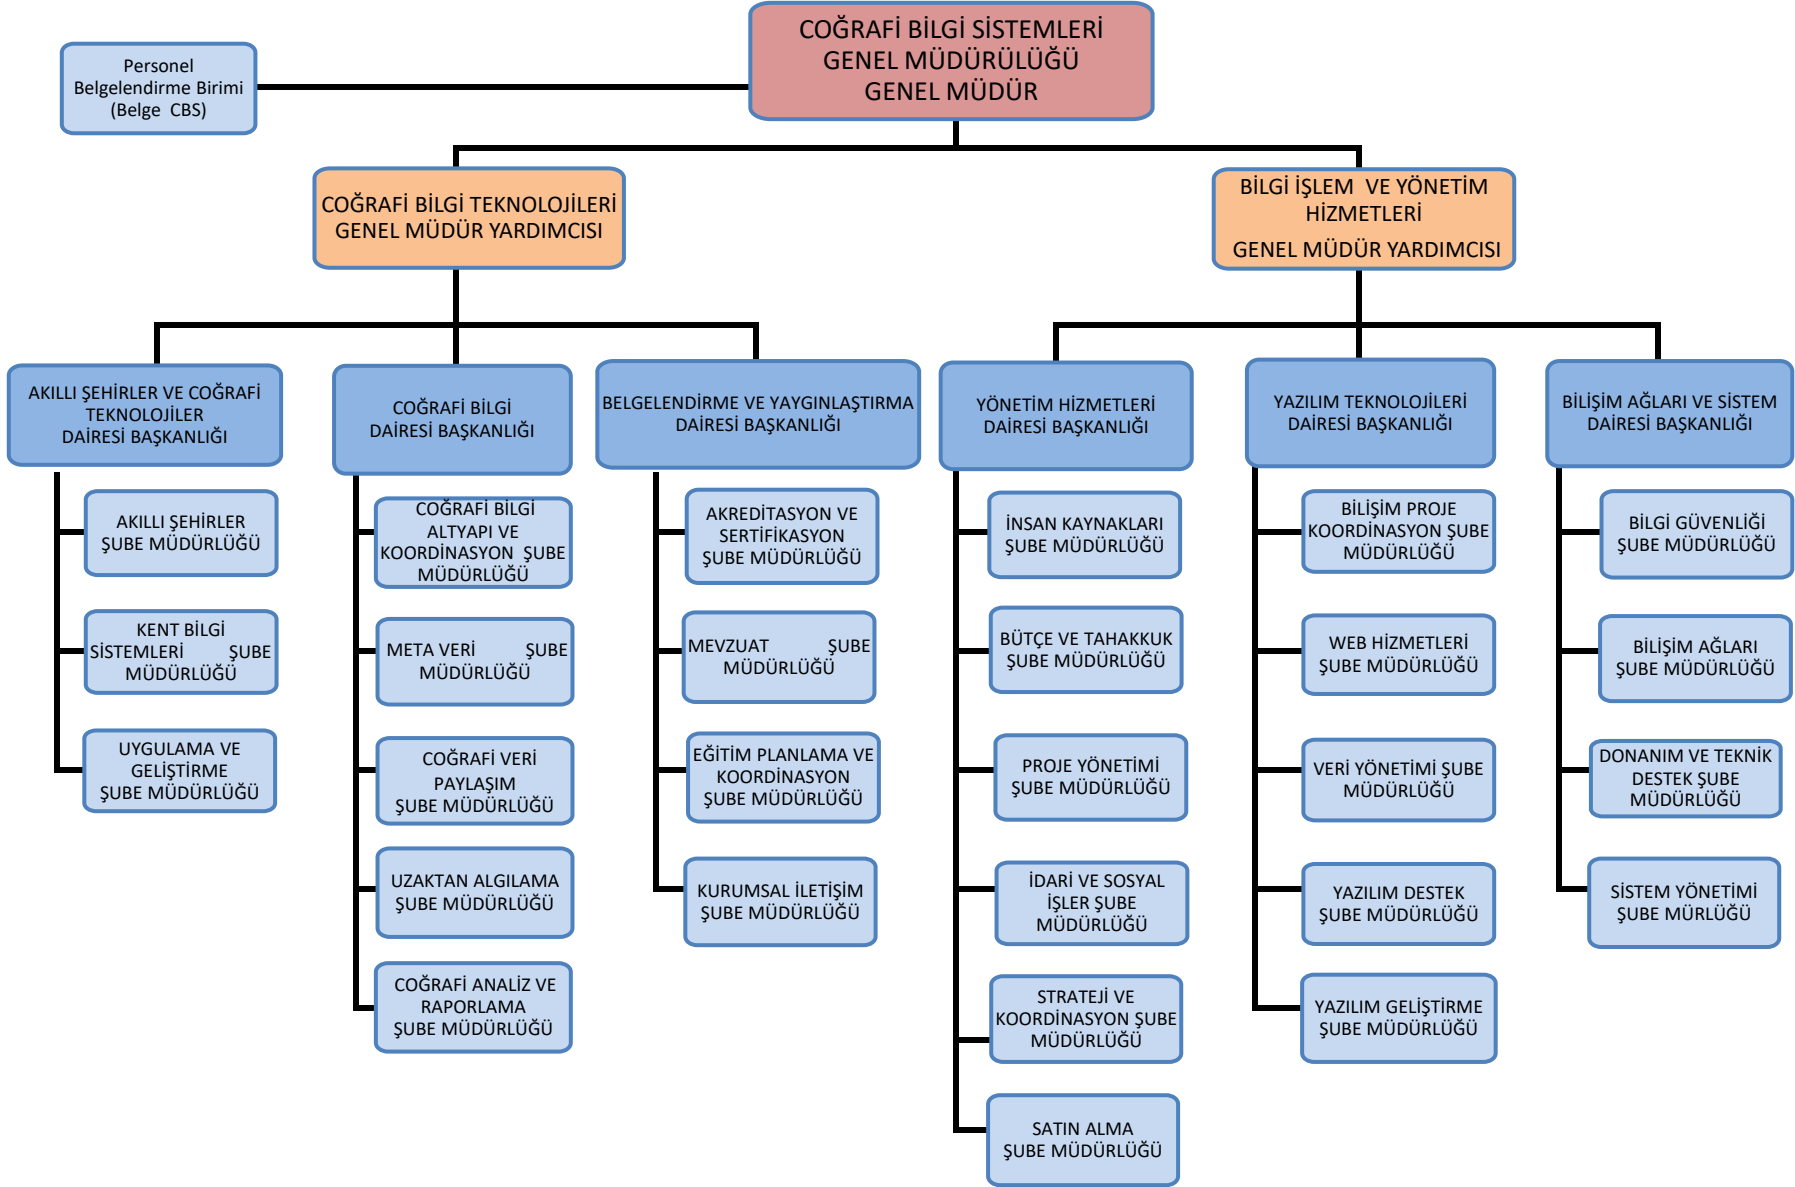 COĞRAFİ BİLGİ SİSTEMLERİ
GENEL MÜDÜRÜLÜĞÜ
GENEL MÜDÜR
Personel
Belgelendirme Birimi
(Belge CBS)
COĞRAFİ BİLGİ TEKNOLOJİLERİ
GENEL MÜDÜR YARDIMCISI
BİLGİ İŞLEM VE YÖNETİM
HİZMETLERİ
GENEL MÜDÜR YARDIMCISI
AKILLI ŞEHİRLER VE COĞRAFİ
TEKNOLOJİLER
DAİRESİ BAŞKANLIĞI
COĞRAFİ BİLGİ
DAİRESİ BAŞKANLIĞI
BELGELENDİRME VE YAYGINLAŞTIRMA
DAİRESİ BAŞKANLIĞI
YÖNETİM HİZMETLERİ
DAİRESİ BAŞKANLIĞI
YAZILIM TEKNOLOJİLERİ
DAİRESİ BAŞKANLIĞI
BİLİŞİM AĞLARI VE SİSTEM
DAİRESİ BAŞKANLIĞI
AKILLI ŞEHİRLER
ŞUBE MÜDÜRLÜĞÜ
KENT BİLGİ
SİSTEMLERİ ŞUBE
MÜDÜRLÜĞÜ
UYGULAMA VE
GELİŞTİRME
ŞUBE MÜDÜRLÜĞÜ
COĞRAFİ BİLGİ
ALTYAPI VE
KOORDİNASYON ŞUBE
MÜDÜRLÜĞÜ
META VERİ ŞUBE
MÜDÜRLÜĞÜ
COĞRAFİ VERİ
PAYLAŞIM
ŞUBE MÜDÜRLÜĞÜ
UZAKTAN ALGILAMA
ŞUBE MÜDÜRLÜĞÜ
COĞRAFİ ANALİZ VE
RAPORLAMA
ŞUBE MÜDÜRLÜĞÜ
AKREDİTASYON VE
SERTİFİKASYON
ŞUBE MÜDÜRLÜĞÜ
MEVZUAT ŞUBE
MÜDÜRLÜĞÜ
EĞİTİM PLANLAMA VE
KOORDİNASYON
ŞUBE MÜDÜRLÜĞÜ
KURUMSAL İLETİŞİM
ŞUBE MÜDÜRLÜĞÜ
İNSAN KAYNAKLARI
ŞUBE MÜDÜRLÜĞÜ
BÜTÇE VE TAHAKKUK
ŞUBE MÜDÜRLÜĞÜ
PROJE YÖNETİMİ
ŞUBE MÜDÜRLÜĞÜ
İDARİ VE SOSYAL
İŞLER ŞUBE
MÜDÜRLÜĞÜ
STRATEJİ VE
KOORDİNASYON ŞUBE
MÜDÜRLÜĞÜ
SATIN ALMA
ŞUBE MÜDÜRLÜĞÜ
BİLİŞİM PROJE
KOORDİNASYON ŞUBE
MÜDÜRLÜĞÜ
WEB HİZMETLERİ
ŞUBE MÜDÜRLÜĞÜ
VERİ YÖNETİMİ ŞUBE
MÜDÜRLÜĞÜ
YAZILIM DESTEK
ŞUBE MÜDÜRLÜĞÜ
YAZILIM GELİŞTİRME
ŞUBE MÜDÜRLÜĞÜ
BİLGİ GÜVENLİĞİ
ŞUBE MÜDÜRLÜĞÜ
BİLİŞİM AĞLARI
ŞUBE MÜDÜRLÜĞÜ
DONANIM VE TEKNİK
DESTEK ŞUBE
MÜDÜRLÜĞÜ
SİSTEM YÖNETİMİ
ŞUBE MÜRLÜĞÜ